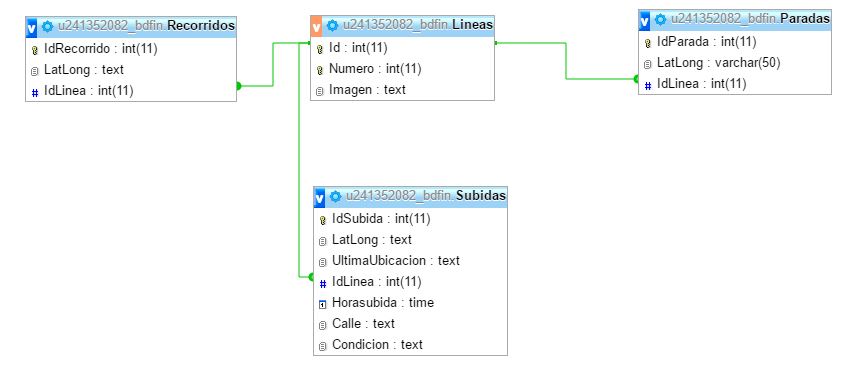 u241352082_bdfin.Recorridos
IdRecorrido : int(11)
LatLong : text
IdLinea : int(11)
u241352082_bdfin.Lineas
Id : int(11)
Numero : int(11)
Imagen : text
u241352082_bdfin.Paradas
IdParada : int(11)
LatLong : varchar(50)
IdLinea : int(11)
u241352082_bdfin.Subidas
IdSubida : int(11)
LatLong : text
UltimaUbicacion : text
IdLinea : int(11)
Horasubida : time
Calle : text
Condicion : text